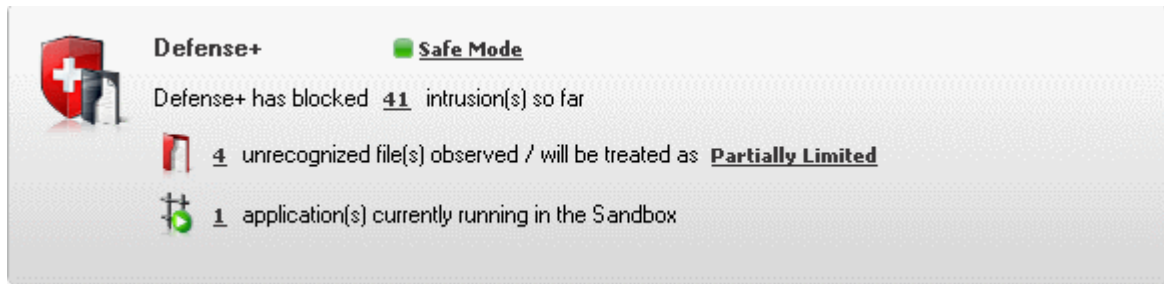 Defense+ Safe Mode
Defense+ has blocked 41 intrusion(s) so far
4 unrecognized file(s) observed / will be treated as Partially Limited
1 application(s) currently running in the Sandbox